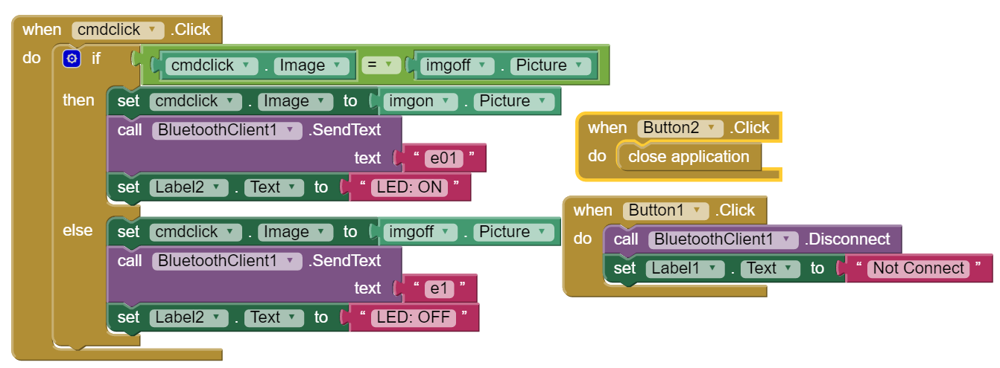 when cmdclick .Click
do if cmdclick . Image = imgoff . Picture
then set cmdclick . Image to imgon . Picture
call BluetoothClient1 .SendText
text “ e01 ”
set Label2 . Text to “ LED: ON ”
else set cmdclick . Image to imgoff . Picture
call BluetoothClient1 .SendText
text “ e1 ”
set Label2 . Text to “ LED: OFF ”
when Button2 .Click
do close application
when Button1 .Click
do call BluetoothClient1 .Disconnect
set Label1 . Text to “ Not Connect ”